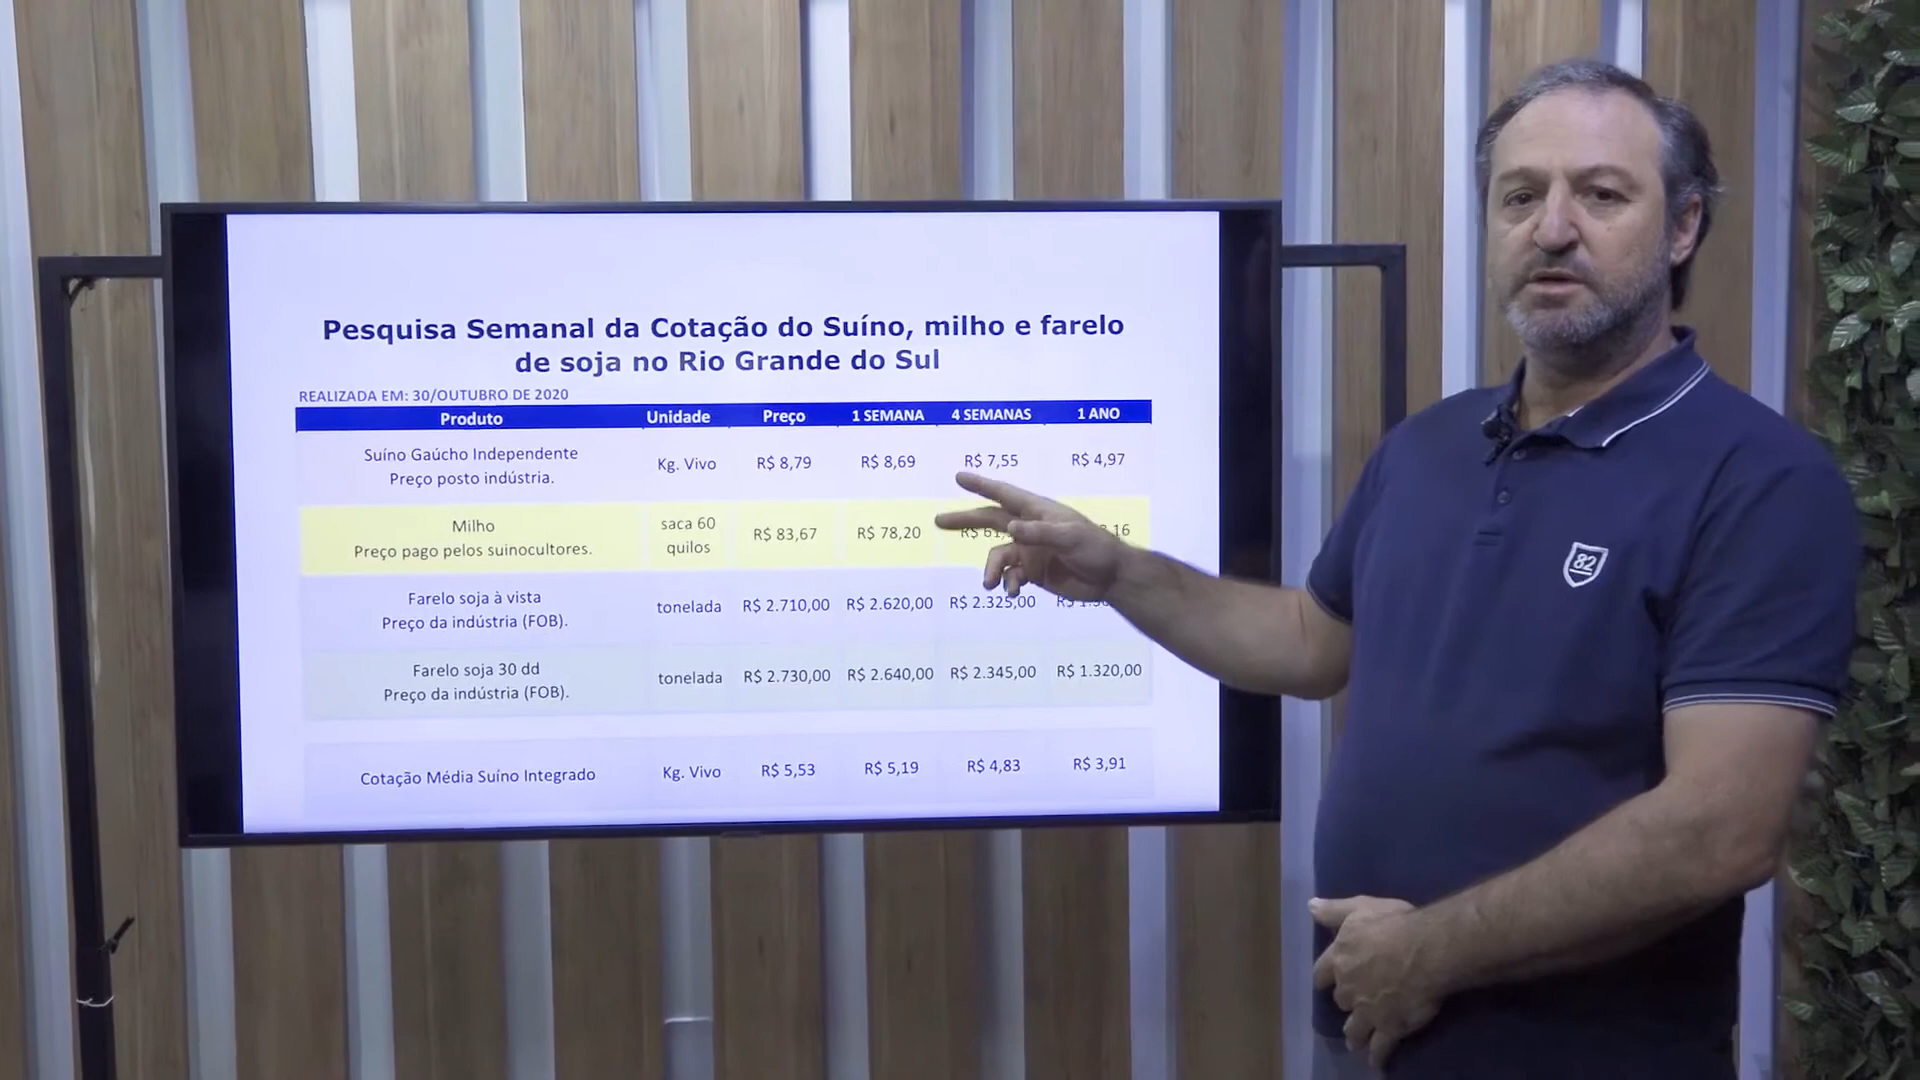 Pesquisa Semanal da Cotação do Suíno, milho e farelo
de soja no Rio Grande do Sul
REALIZADA EM: 30/OUTUBRO DE 2020
Produto Unidade Preço 1 SEMANA 4 SEMANAS 1 ANO
Suíno Gaúcho Independente
Preço posto indústria.
Kg. Vivo R$ 8,79 R$ 8,69 R$ 7,55 R$ 4,97
Milho
Preço pago pelos suinocultores.
saca 60
quilos
R$ 83,67 R$ 78,20 R$
Farelo soja à vista
Preço da indústria (FOB).
tonelada R$ 2.710,00 R$ 2.620,00 R$ 2.325,00 R$
Farelo soja 30 dd
Preço da indústria (FOB).
tonelada R$ 2.730,00 R$ 2.640,00 R$ 2.345,00 R$ 1.320,00
Cotação Média Suíno Integrado Kg. Vivo R$ 5,53 R$ 5,19 R$ 4,83 R$ 3,91
82